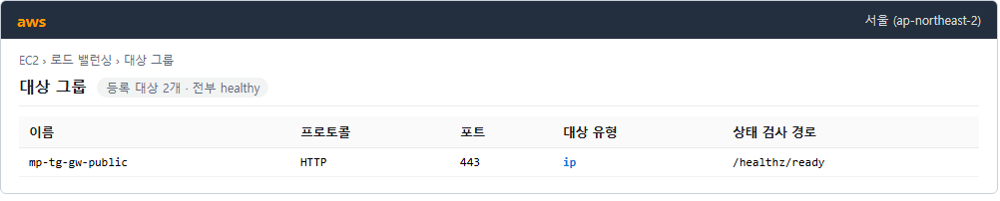 aws
서울 (ap-northeast-2)
EC2 › 로드 밸런싱 › 대상 그룹
대상 그룹 등록 대상 2개 · 전부 healthy
이름 프로토콜 포트 대상 유형 상태 검사 경로
mp-tg-gw-public HTTP 443 ip /healthz/ready